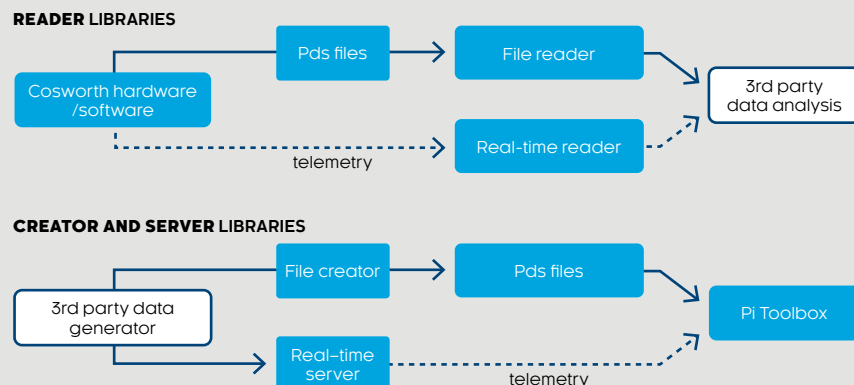 READER LIBRARIES
Pds files
File reader
Cosworth hardware
/software
3rd party
data analysis
Real-time reader
telemetry
CREATOR AND SERVER LIBRARIES
File creator
Pds files
3rd party data
generator
Pi Toolbox
Real-time
server
telemetry